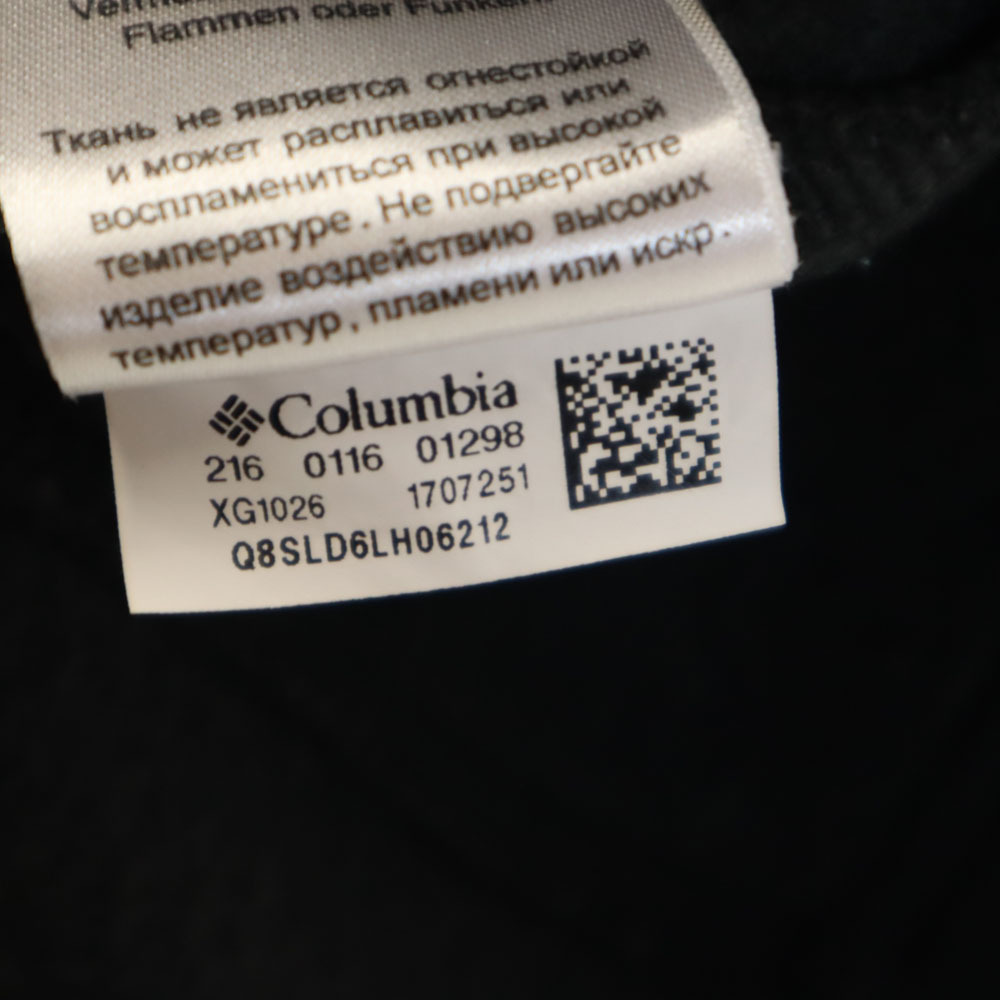 Flammen oder Funken.
Ткань не является огнестойкой
и может расплавиться или
воспламениться при высокой
температуре. Не подвергайте
изделие воздействию высоких
температур, пламени или искр.
Columbia
216 0116 01298
XG1026 1707251
Q8SLD6LH06212